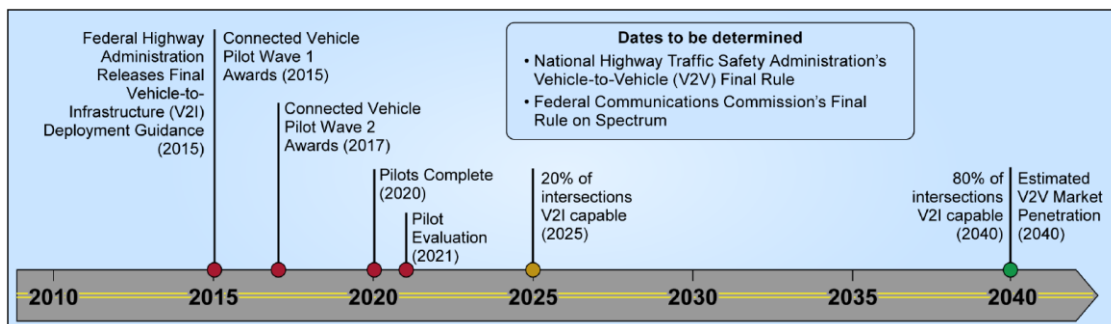 Federal Highway
Administration
Releases Final
Vehicle-to-
Infrastructure (V2I)
Deployment Guidance
(2015)
Connected Vehicle
Pilot Wave 1
Awards (2015)
Connected Vehicle
Pilot Wave 2
Awards (2017)
Pilots Complete
(2020)
Pilot
Evaluation
(2021)
Dates to be determined
• National Highway Traffic Safety Administration’s
Vehicle-to-Vehicle (V2V) Final Rule
• Federal Communications Commission’s Final
Rule on Spectrum
20% of
intersections
V2I capable
(2025)
80% of
intersections
V2I capable
(2040)
Estimated
V2V Market
Penetration
(2040)
2010 2015 2020 2025 2030 2035 2040